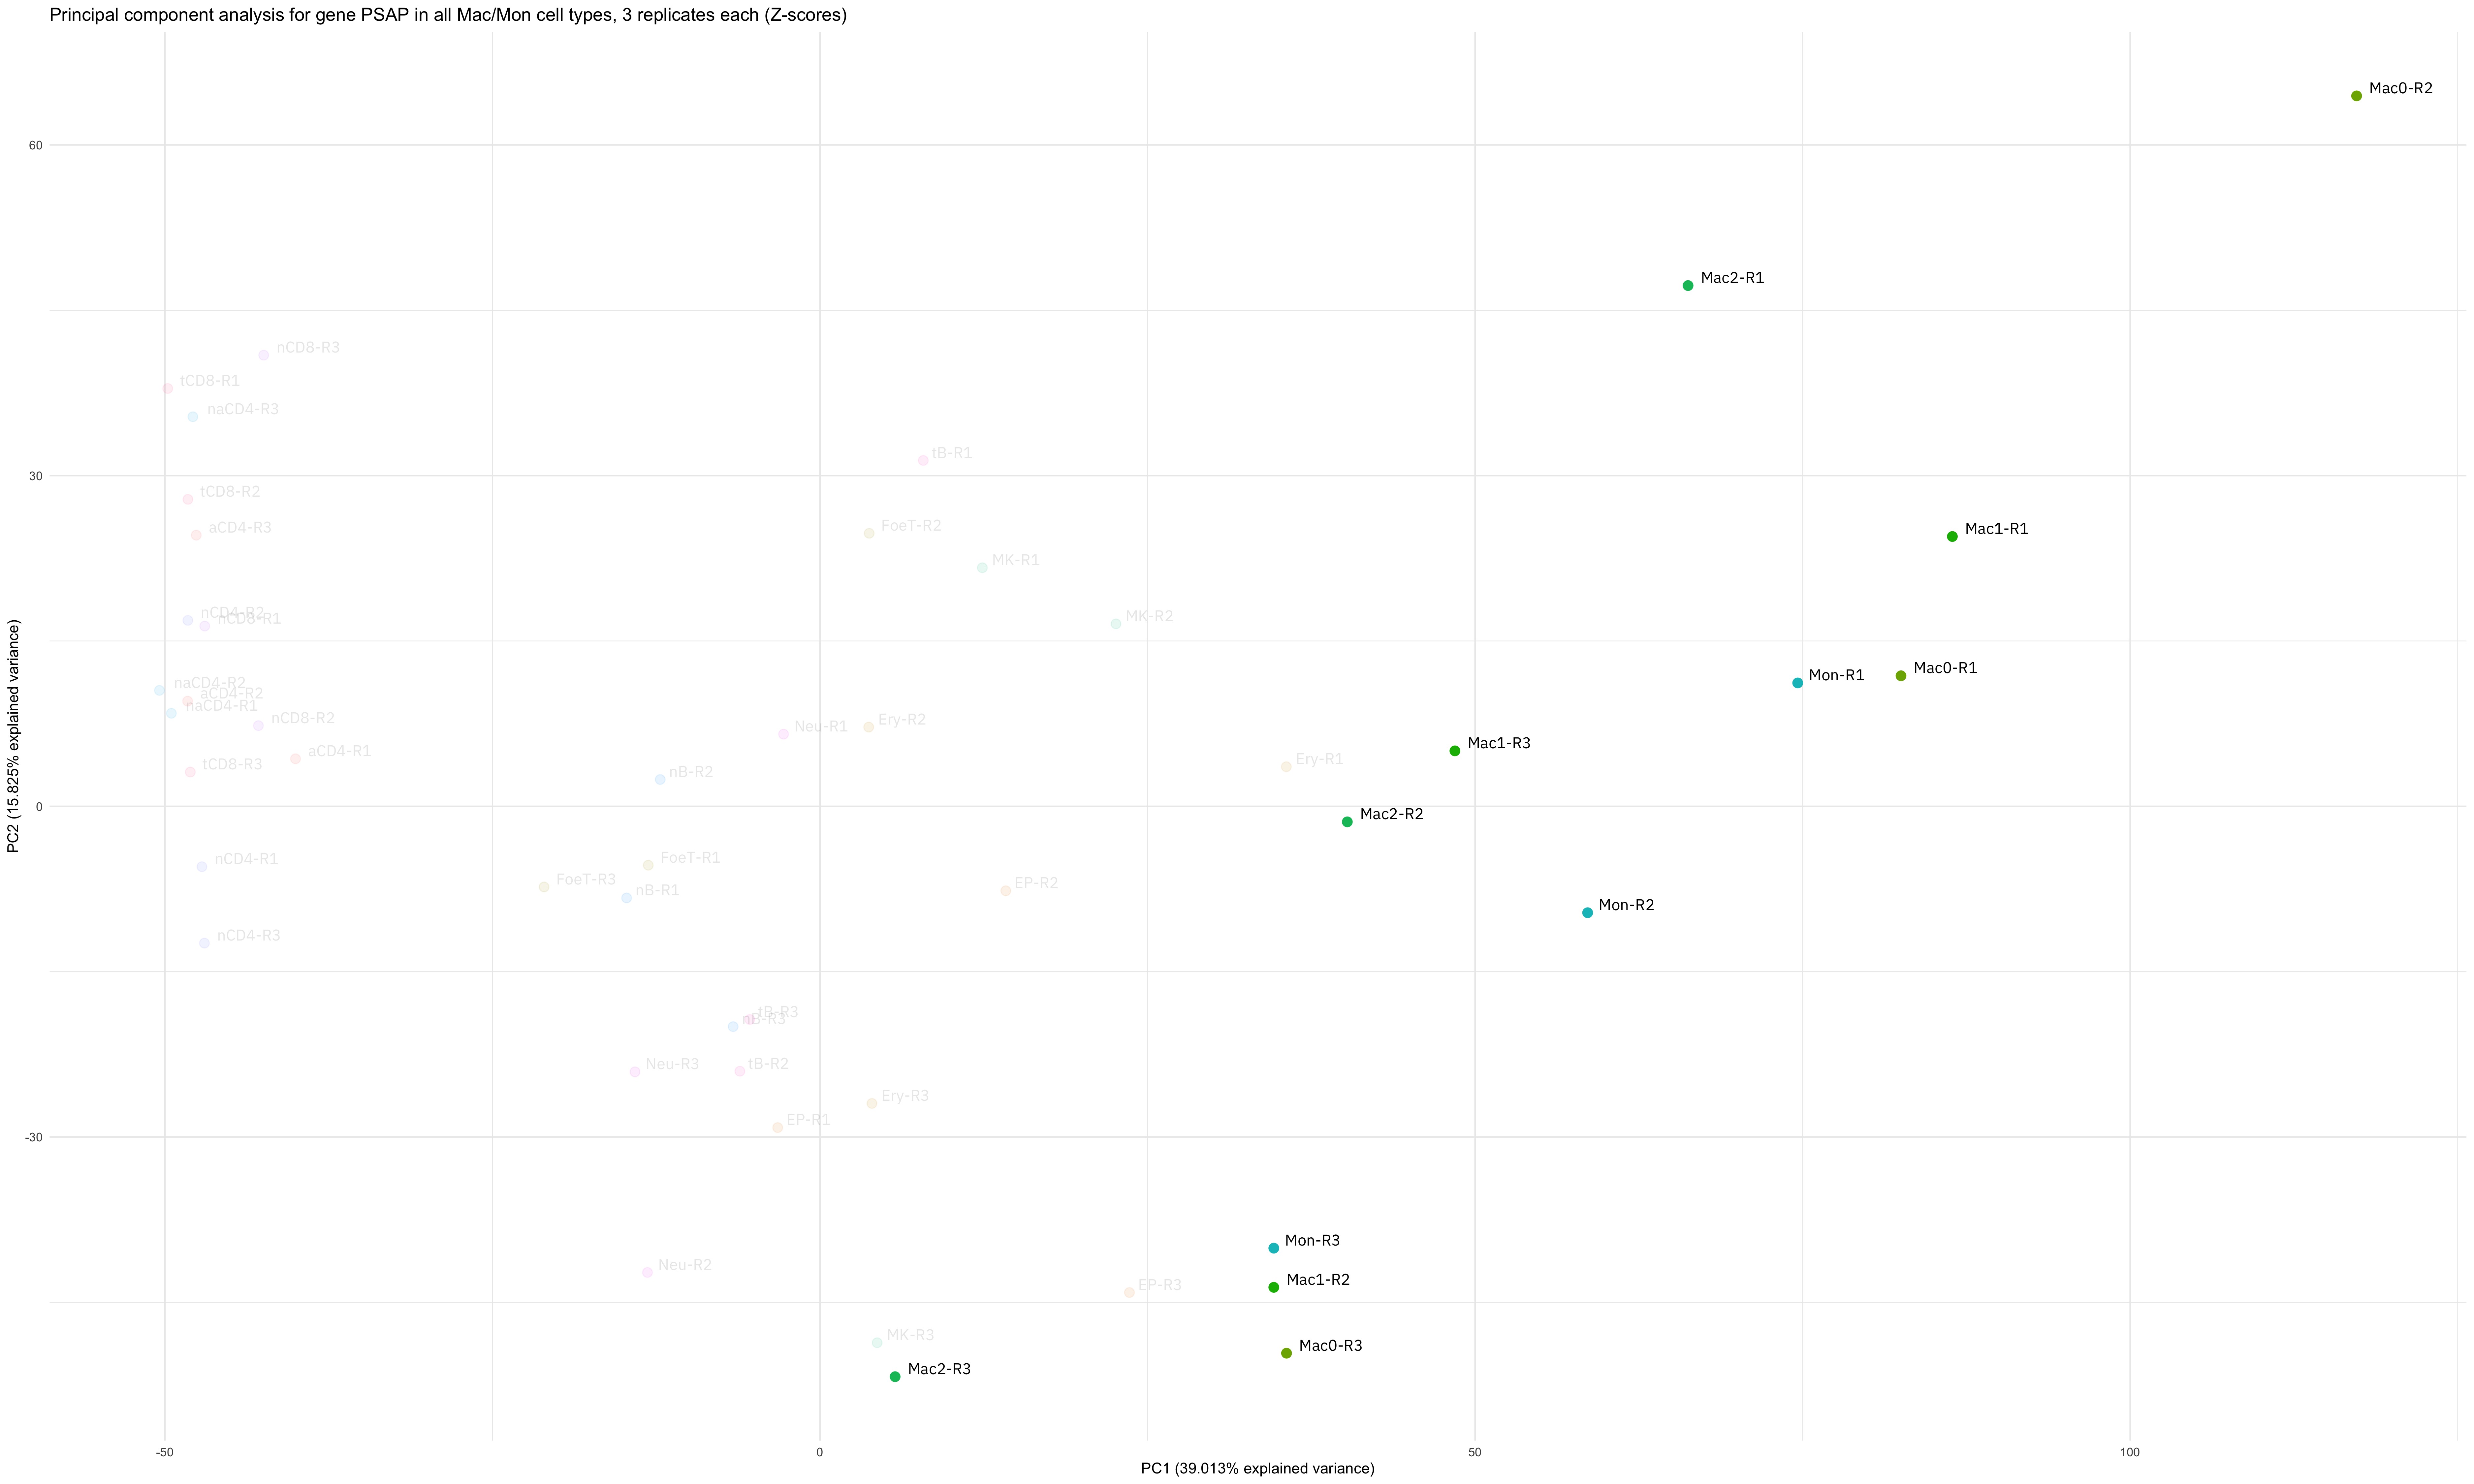 Principal component analysis for gene PSAP in all Mac/Mon cell types, 3 replicates each (Z-scores)
Mac0-R2
60
Mac2-R1
nCD8-R3
tCD8-R1
naCD4-R3
tB-R1
30
tCD8-R2
FoeT-R2
aCD4-R3
Mac1-R1
MK-R1
nCD4-R2
MK-R2
nCD8-R1
Mac0-R1
Mon-R1
naCD4-R2
aCD4-R2
naCD4-R1
nCD8-R2
Ery-R2
Neu-R1
Mac1-R3
aCD4-R1
Ery-R1
tCD8-R3
nB-R2
0
Mac2-R2
FoeT-R1
nCD4-R1
FoeT-R3
EP-R2
nB-R1
Mon-R2
nCD4-R3
tB-R3
nB-R3
Neu-R3
tB-R2
Ery-R3
EP-R1
-30
Mon-R3
Neu-R2
Mac1-R2
EP-R3
MK-R3
Mac0-R3
Mac2-R3
PC2 (15.825% explained variance)
-50
0
50
100
PC1 (39.013% explained variance)